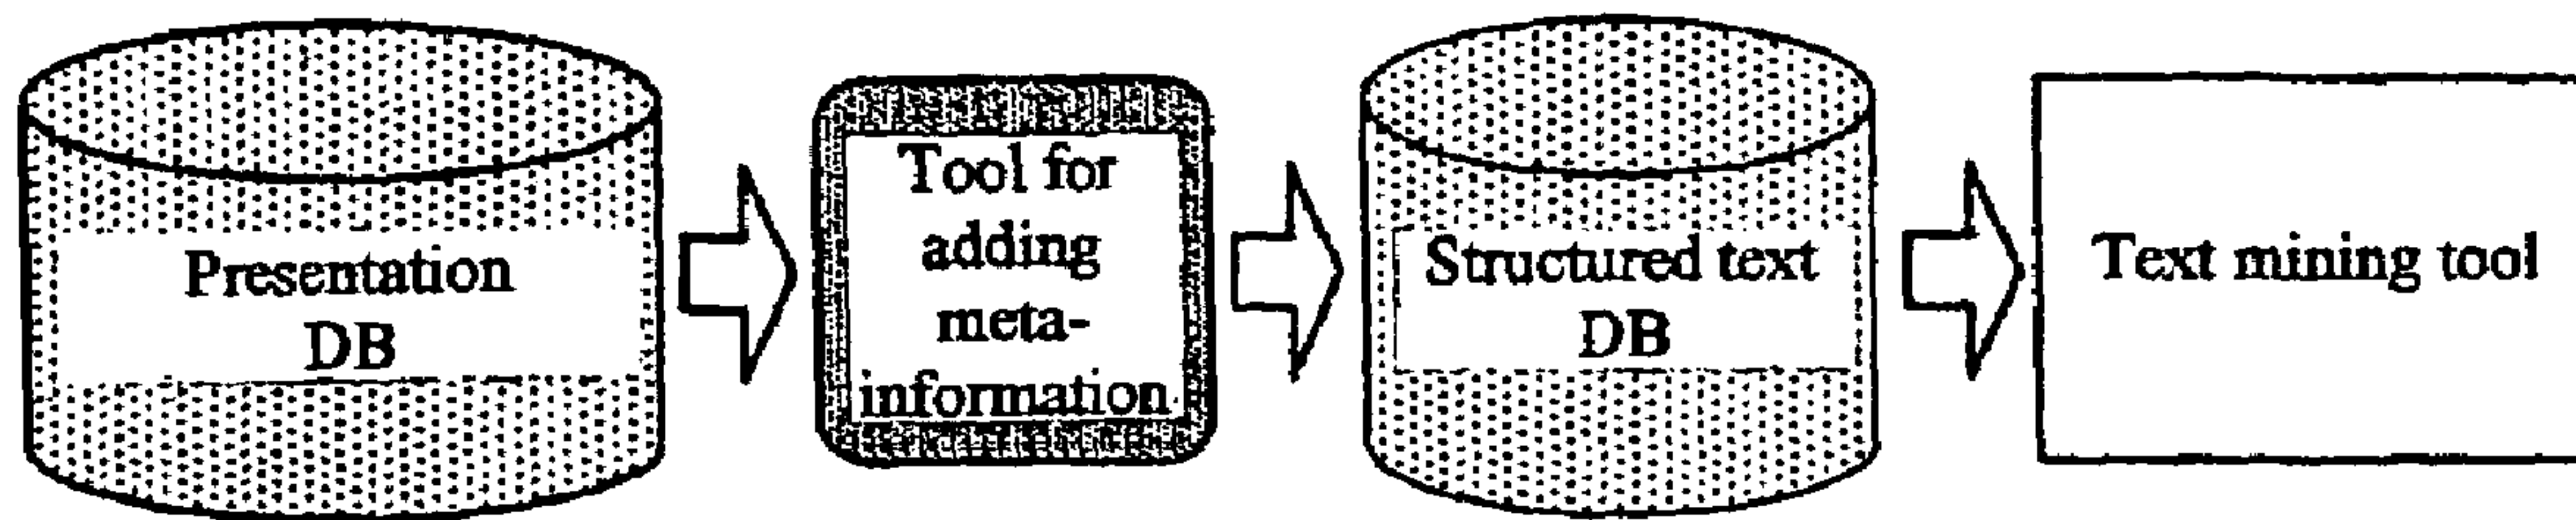 Presentation
DB
Tool for
adding
meta-
information
Structured text
DB
Text mining tool